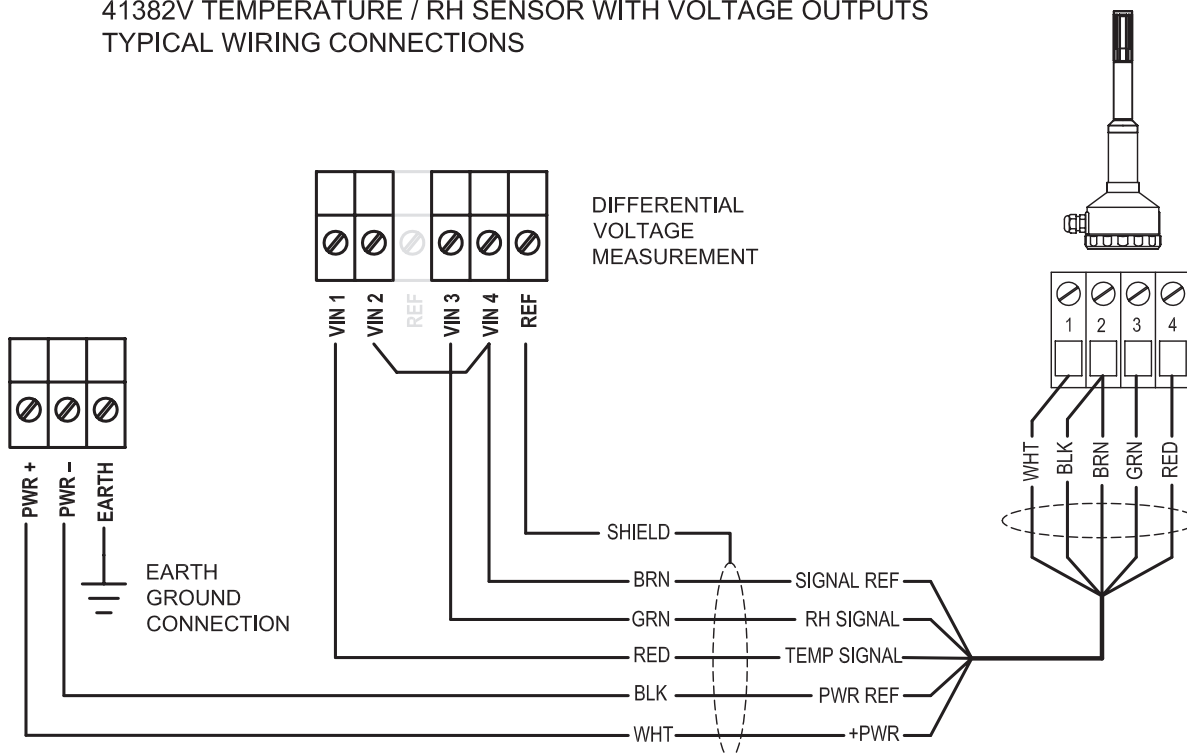 41382V TEMPERATURE / RH SENSOR WITH VOLTAGE OUTPUTS
TYPICAL WIRING CONNECTIONS
DIFFERENTIAL
VOLTAGE
MEASUREMENT
VIN 1
VIN 2
REF
VIN 3
VIN 4
REF
1
2
3
4
WHT
BLK
BRN
GRN
RED
PWR +
PWR –
EARTH
EARTH
GROUND
CONNECTION
SHIELD
BRN SIGNAL REF
GRN RH SIGNAL
RED TEMP SIGNAL
BLK PWR REF
WHT +PWR